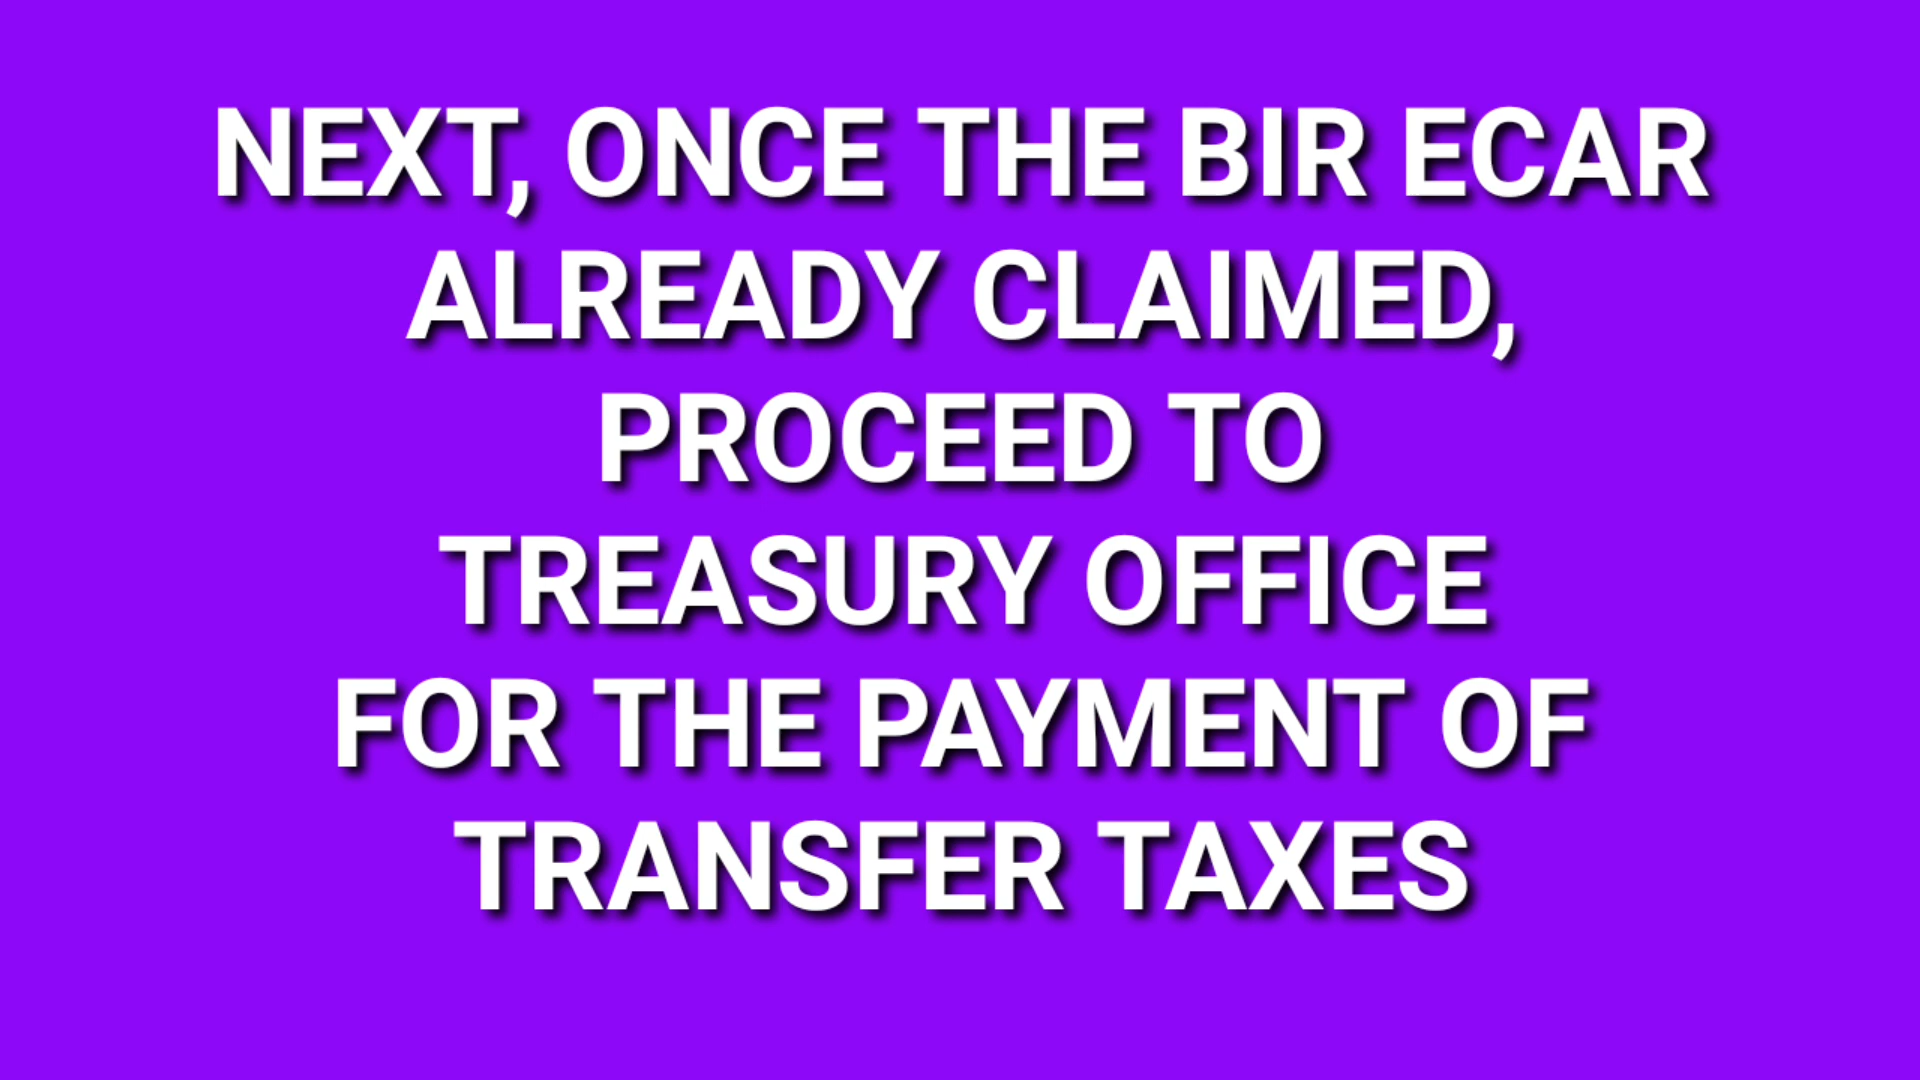 NEXT, ONCE THE BIR ECAR
ALREADY CLAIMED,
PROCEED TO
TREASURY OFFICE
FOR THE PAYMENT OF
TRANSFER TAXES